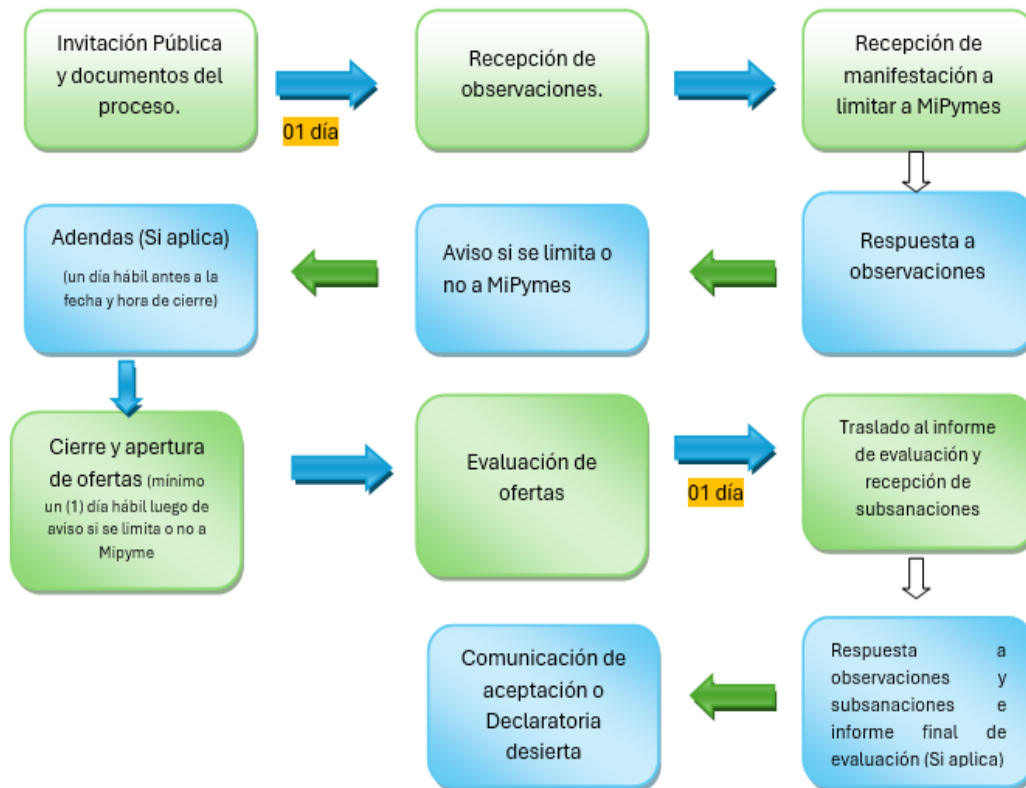 Invitación Pública
y documentos del
proceso.
01 día
Recepción de
observaciones.
Recepción de
manifestación a
limitar a MiPymes
Respuesta a
observaciones
Aviso si se limita o
no a MiPymes
Adendas (Si aplica)
(un día hábil antes a la
fecha y hora de cierre)
Cierre y apertura
de ofertas (mínimo
un (1) día hábil luego de
aviso si se limita o no a
Mipyme
Evaluación de
ofertas
01 día
Traslado al informe
de evaluación y
recepción de
subsanaciones
Respuesta a
observaciones y
subsanaciones e
informe final de
evaluación (Si aplica)
Comunicación de
aceptación o
Declaratoria
desierta